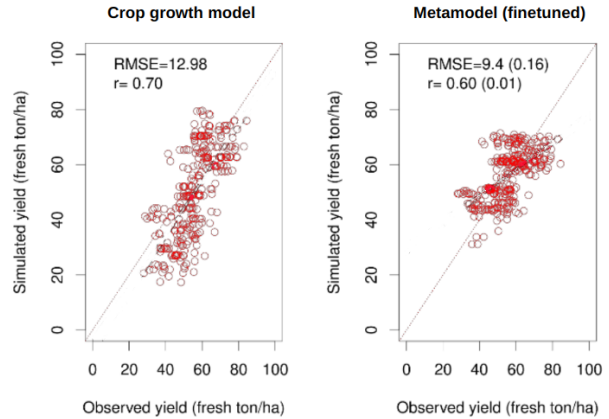 Crop growth model
Metamodel (finetuned)
RMSE=12.98
r= 0.70
RMSE=9.4 (0.16)
r= 0.60 (0.01)
Simulated yield (fresh ton/ha)
0 20 40 60 80 100
0 20 40 60 80 100
Observed yield (fresh ton/ha)
Simulated yield (fresh ton/ha)
0 20 40 60 80 100
0 20 40 60 80 100
Observed yield (fresh ton/ha)